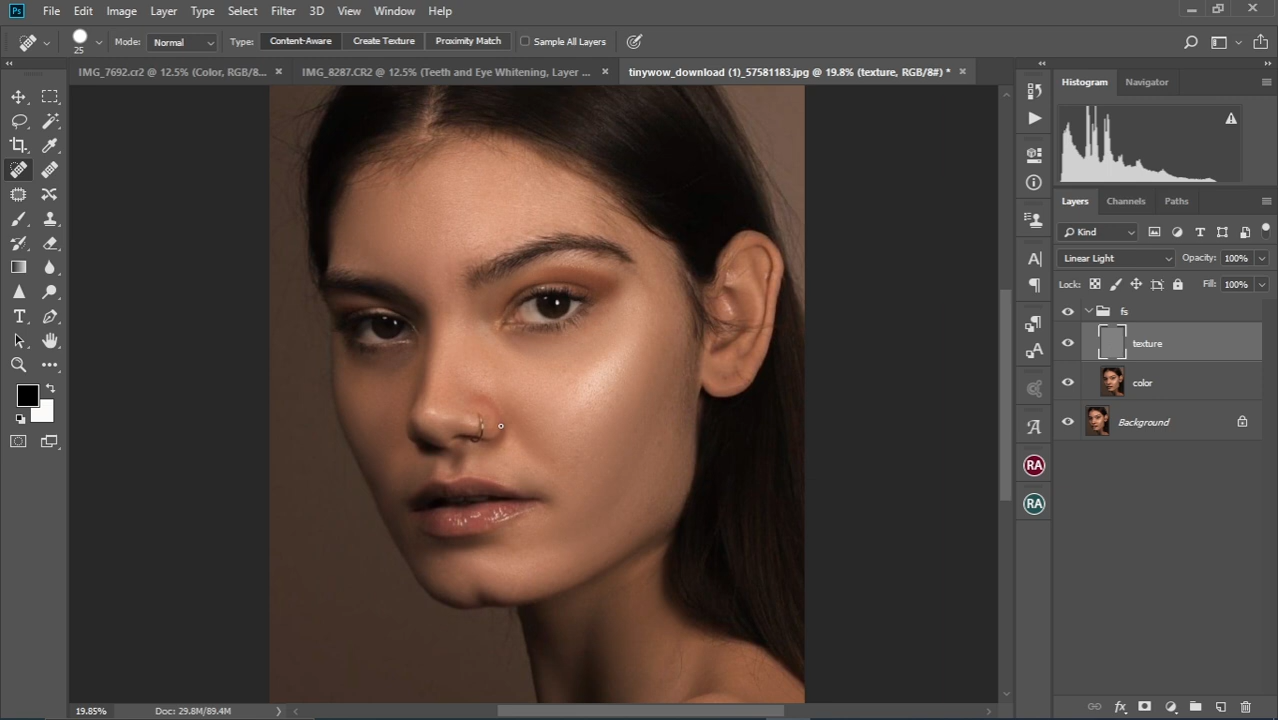 Ps File Edit Image Layer Type Select Filter 3D View Window Help
25 Mode: Normal Type: Content-Aware Create Texture Proximity Match Sample All Layers
IMG_7692.cr2 @ 12.5% (Color, RGB/8... IMG_8287.CR2 @ 12.5% (Teeth and Eye Whitening, Layer ... tinywow_download (1)_57581183.jpg @ 19.8% (texture, RGB/8#) *
Histogram Navigator
Layers Channels Paths
Kind
Linear Light Opacity: 100%
Lock: Fill: 100%
fs
texture
color
Background
RA
RA
19.85% Doc: 29.8M/89.4M